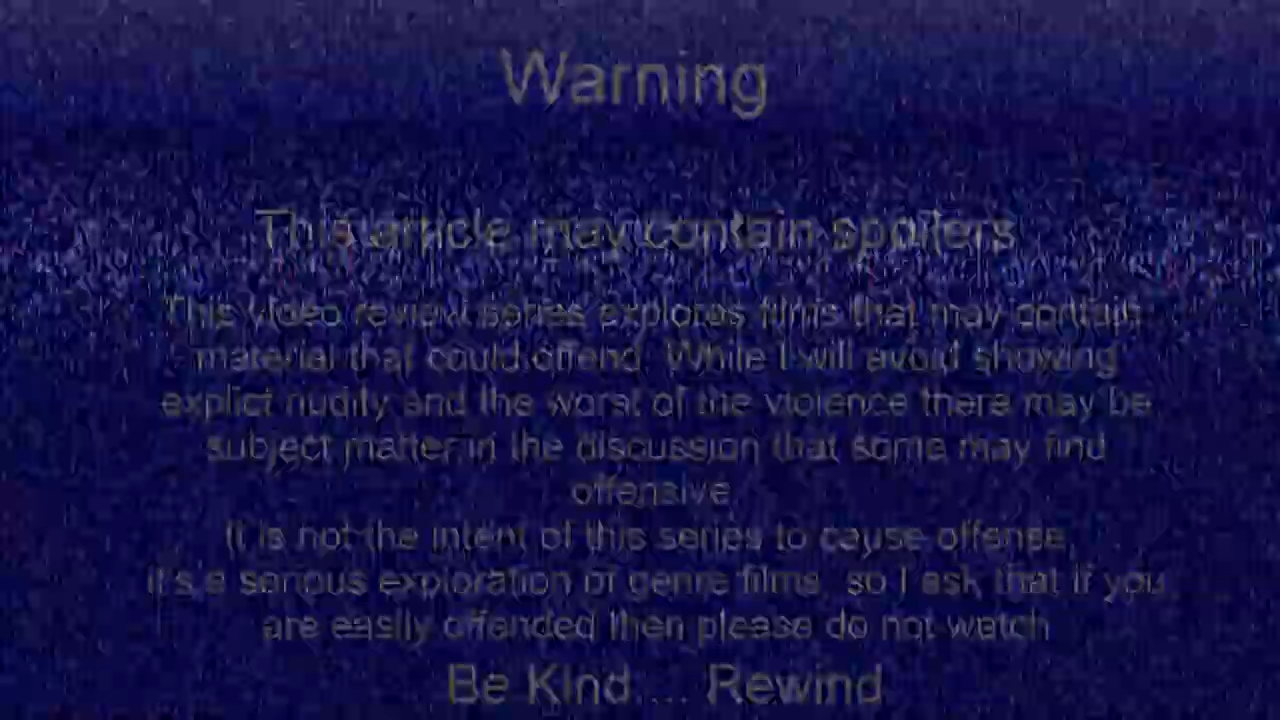 Warning
This article may contain spoilers
This video review series explores films that may contain
material that could offend. While I will avoid showing
explict nudity and the worst of the violence there may be
subject matter in the discussion that some may find
offensive.
It is not the intent of this series to cause offense.
it's a serious exploration of genre films, so I ask that if you
are easily offended then please do not watch
Be Kind.... Rewind